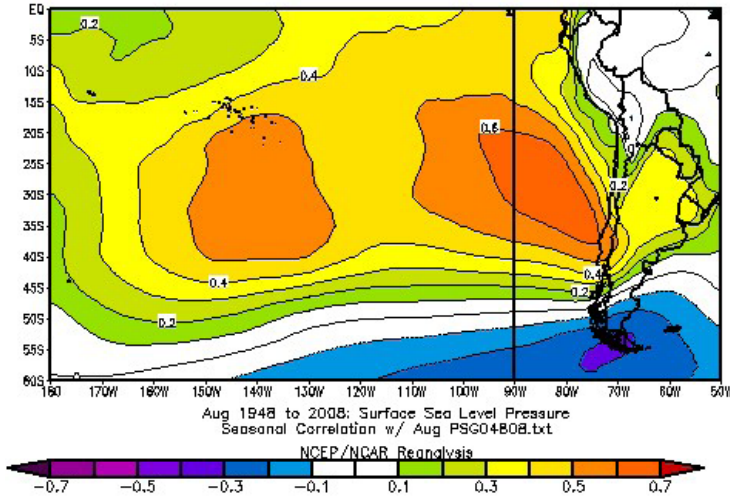 EQ
0.2
5S
10S
0.4
15S
20S
0.6
0
25S
0.2
30S
35S
40S
0.4
0.4
45S
0.2
50S
0.2
55S
60S
180 170W 160W 150W 140W 130W 120W 110W 100W 90W 80W 70W 60W 50W
Aug 1948 to 2008: Surface Sea Level Pressure
Seasonal Correlation w/ Aug PSG04808.txt
NCEP/NCAR Reanalysis
-0.7 -0.5 -0.3 -0.1 0.1 0.3 0.5 0.7